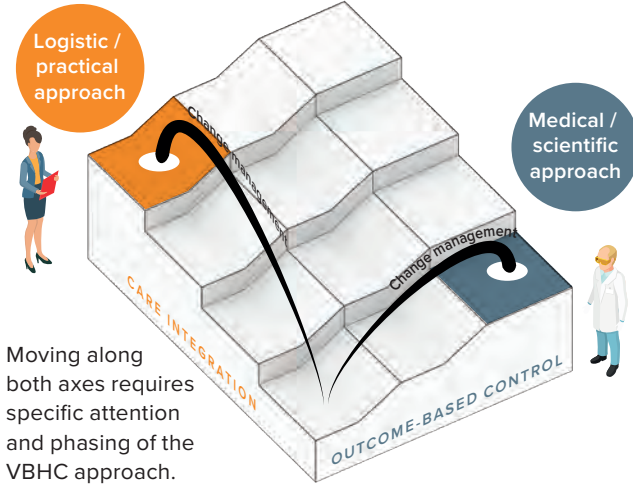 Logistic /
practical
approach
Change management
Medical /
scientific
approach
Change management
CARE INTEGRATION
OUTCOME-BASED CONTROL
Moving along
both axes requires
specific attention
and phasing of the
VBHC approach.